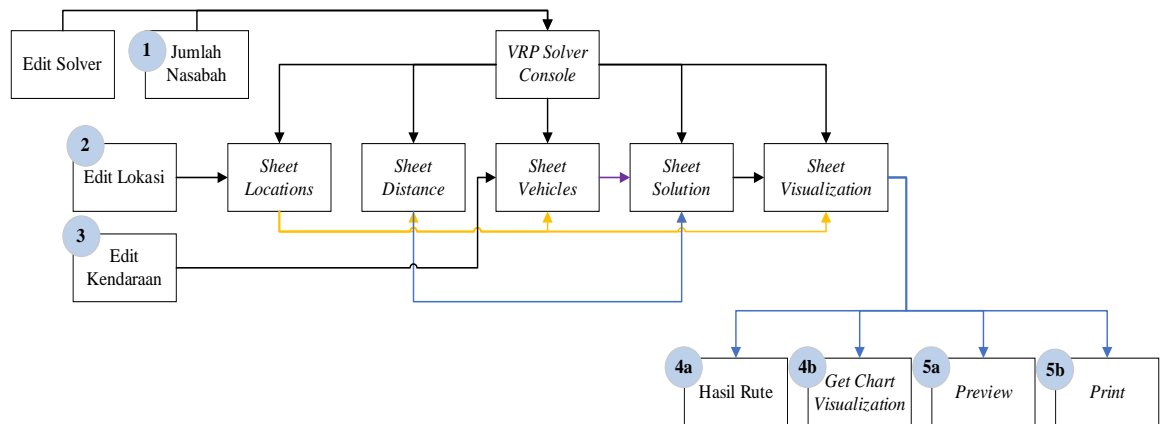 Edit Solver
1
Jumlah
Nasabah
VRP Solver
Console
2
Edit Lokasi
Sheet
Locations
Sheet
Distance
Sheet
Vehicles
Sheet
Solution
Sheet
Visualization
3
Edit
Kendaraan
4a
Hasil Rute
4b
Get Chart
Visualization
5a
Preview
5b
Print